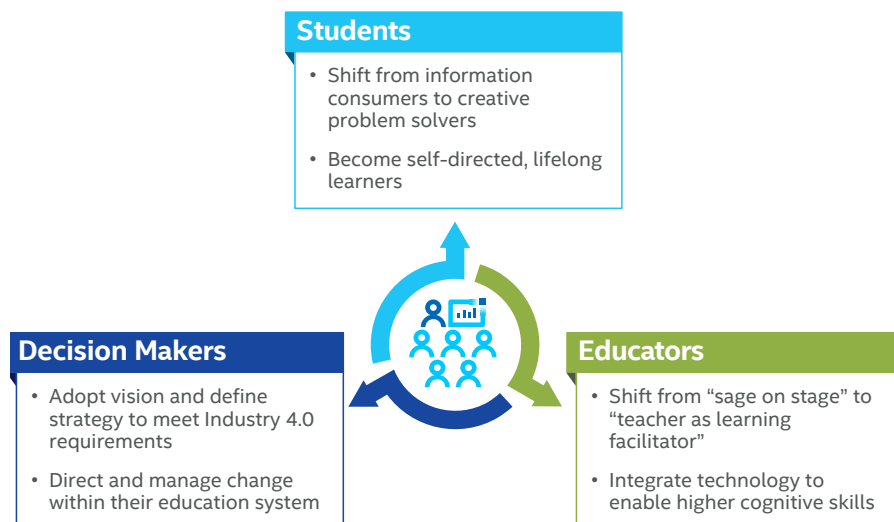 Students
• Shift from information
consumers to creative
problem solvers
• Become self-directed, lifelong
learners
Decision Makers
• Adopt vision and define
strategy to meet Industry 4.0
requirements
• Direct and manage change
within their education system
Educators
• Shift from “sage on stage” to
“teacher as learning
facilitator”
• Integrate technology to
enable higher cognitive skills